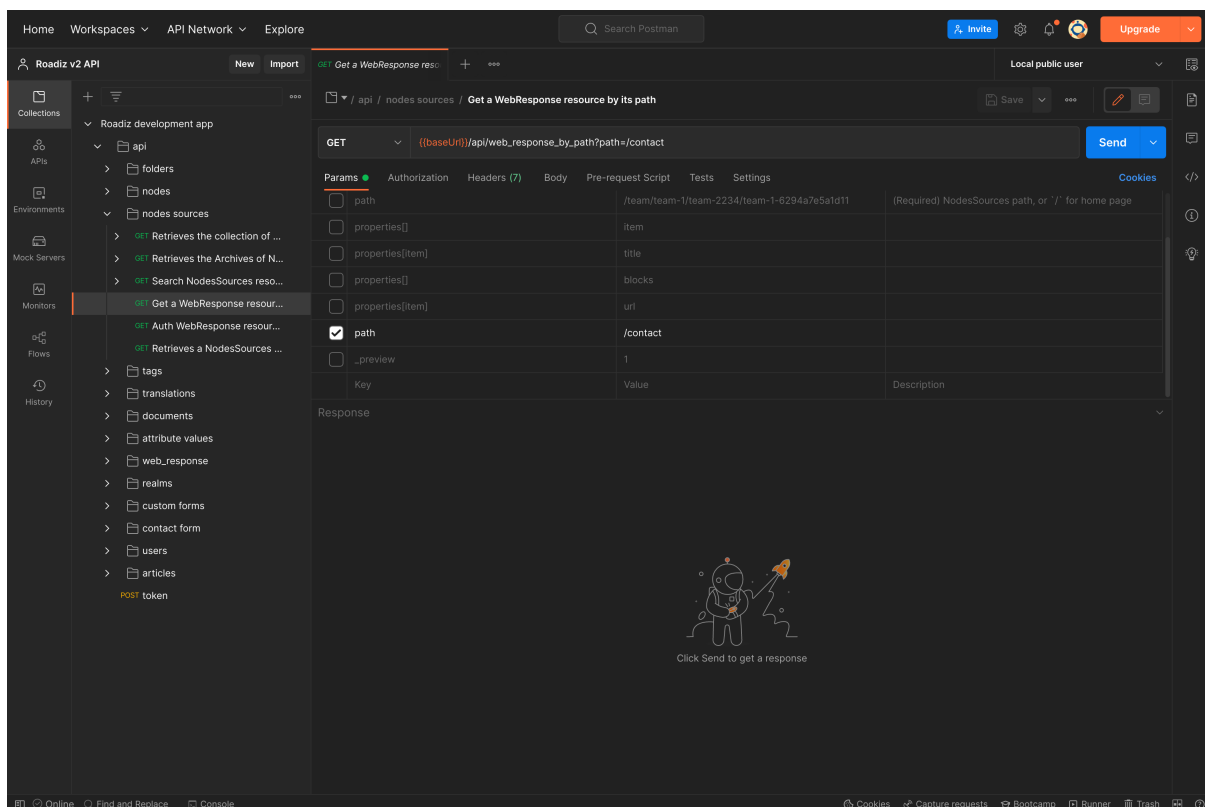 Home Workspaces API Network Explore Search Postman Invite Upgrade
Roadiz v2 API New Import GET Get a WebResponse reso Local public user
Collections
APIs
Environments
Mock Servers
Monitors
Flows
History
Roadiz development app
api
folders
nodes
nodes sources
GET Retrieves the collection of ...
GET Retrieves the Archives of N...
GET Search NodesSources reso...
GET Get a WebResponse resour...
GET Auth WebResponse resour...
GET Retrieves a NodesSources ...
tags
translations
documents
attribute values
web_response
realms
custom forms
contact form
users
articles
POST token
/ api / nodes sources / Get a WebResponse resource by its path Save
GET {{baseUrl}}/api/web_response_by_path?path=/contact Send
Params Authorization Headers (7) Body Pre-request Script Tests Settings Cookies
path /team/team-1/team-2234/team-1-6294a7e5a1d11 (Required) NodesSources path, or `/` for home page
properties[] item
properties[item] title
properties[] blocks
properties[item] url
path /contact
_preview 1
Key Value Description
Response
Click Send to get a response
Online Find and Replace Console Cookies Capture requests Bootcamp Runner Trash